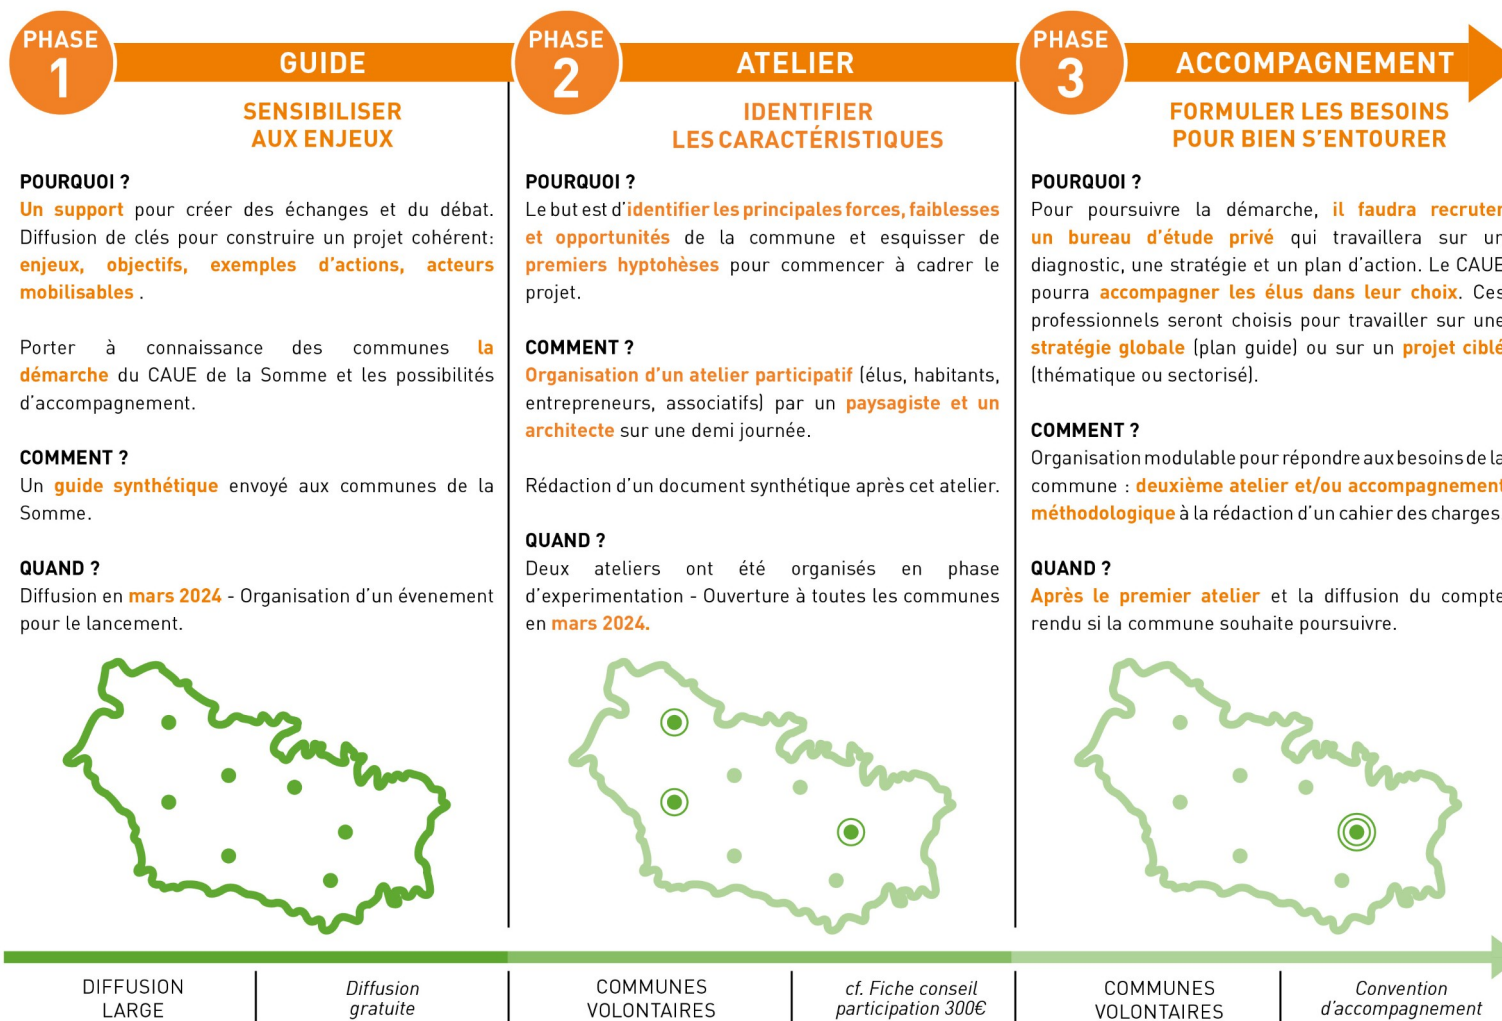 PHASE
1
GUIDE
SENSIBILISER
AUX ENJEUX
POURQUOI ?
Un support pour créer des échanges et du débat.
Diffusion de clés pour construire un projet cohérent:
enjeux, objectifs, exemples d'actions, acteurs
mobilisables .
Porter à connaissance des communes la
démarche du CAUE de la Somme et les possibilités
d'accompagnement.
COMMENT ?
Un guide synthétique envoyé aux communes de la
Somme.
QUAND ?
Diffusion en mars 2024 - Organisation d'un évenement
pour le lancement.
DIFFUSION
LARGE
Diffusion
gratuite
PHASE
2
ATELIER
IDENTIFIER
LES CARACTÉRISTIQUES
POURQUOI ?
Le but est d'identifier les principales forces, faiblesses
et opportunités de la commune et esquisser de
premiers hyptohèses pour commencer à cadrer le
projet.
COMMENT ?
Organisation d'un atelier participatif (élus, habitants,
entrepreneurs, associatifs) par un paysagiste et un
architecte sur une demi journée.
Rédaction d'un document synthétique après cet atelier.
QUAND ?
Deux ateliers ont été organisés en phase
d'experimentation - Ouverture à toutes les communes
en mars 2024.
COMMUNES
VOLONTAIRES
cf. Fiche conseil
participation 300€
PHASE
3
ACCOMPAGNEMENT
FORMULER LES BESOINS
POUR BIEN S'ENTOURER
POURQUOI ?
Pour poursuivre la démarche, il faudra recruter
un bureau d'étude privé qui travaillera sur un
diagnostic, une stratégie et un plan d'action. Le CAUE
pourra accompagner les élus dans leur choix. Ces
professionnels seront choisis pour travailler sur une
stratégie globale (plan guide) ou sur un projet ciblé
(thématique ou sectorisé).
COMMENT ?
Organisation modulable pour répondre aux besoins de la
commune : deuxième atelier et/ou accompagnement
méthodologique à la rédaction d'un cahier des charges
QUAND ?
Après le premier atelier et la diffusion du compte
rendu si la commune souhaite poursuivre.
COMMUNES
VOLONTAIRES
Convention
d'accompagnement